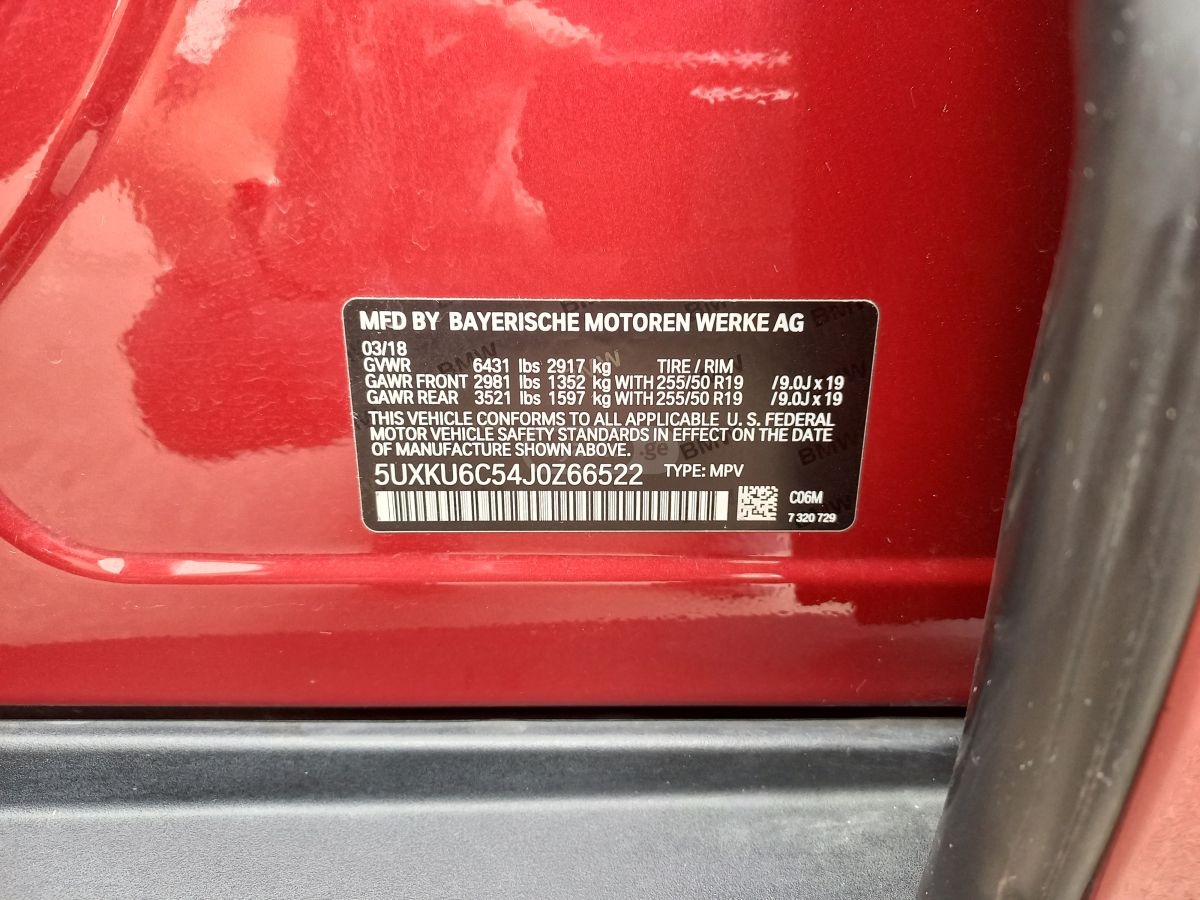 MFD BY BAYERISCHE MOTOREN WERKE AG
03/18
GVWR 6431 lbs 2917 kg TIRE / RIM
GAWR FRONT 2981 lbs 1352 kg WITH 255/50 R19 /9.0J x 19
GAWR REAR 3521 lbs 1597 kg WITH 255/50 R19 /9.0J x 19
THIS VEHICLE CONFORMS TO ALL APPLICABLE U. S. FEDERAL
MOTOR VEHICLE SAFETY STANDARDS IN EFFECT ON THE DATE
OF MANUFACTURE SHOWN ABOVE.
.ge
5UXKU6C54J0Z66522 TYPE: MPV
C06M
7 320 729